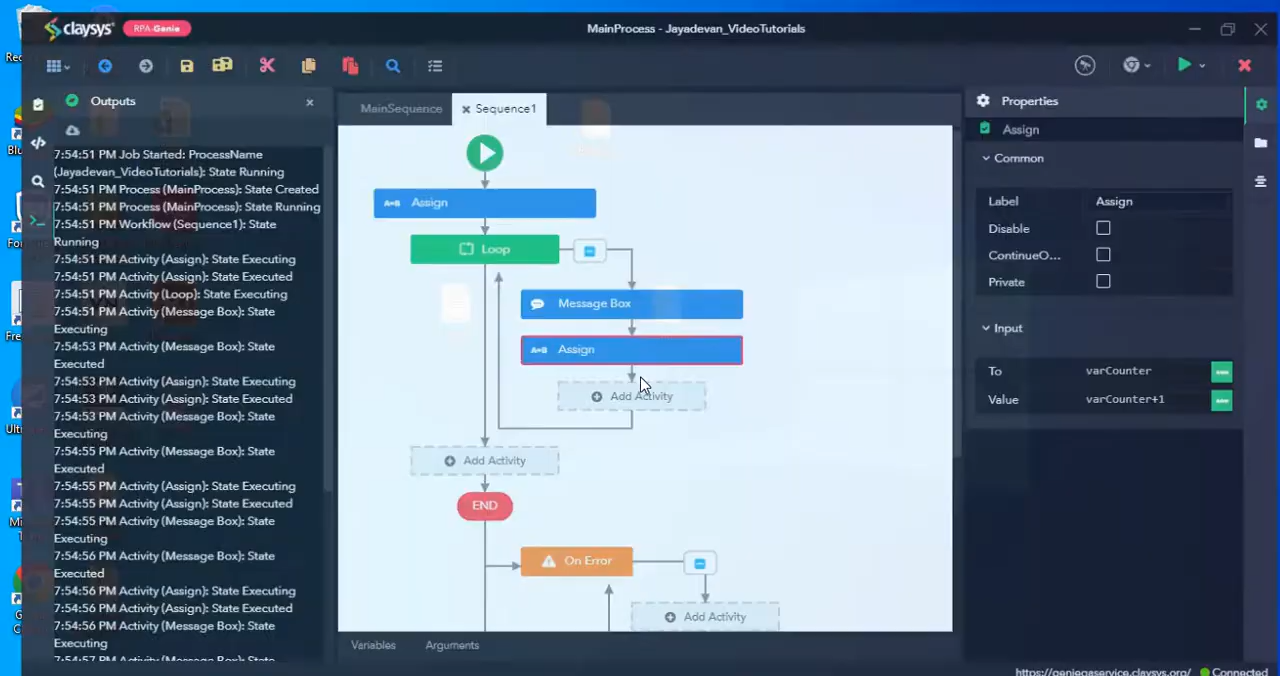 claysys RPA-Genie
MainProcess - Jayadevan_VideoTutorials
Outputs
7:54:51 PM Job Started: ProcessName
(Jayadevan_VideoTutorials): State Running
7:54:51 PM Process (MainProcess): State Created
7:54:51 PM Process (MainProcess): State Running
7:54:51 PM Workflow (Sequence1): State
Running
7:54:51 PM Activity (Assign): State Executing
7:54:51 PM Activity (Assign): State Executed
7:54:51 PM Activity (Loop): State Executing
7:54:51 PM Activity (Message Box): State
Executing
7:54:53 PM Activity (Message Box): State
Executed
7:54:53 PM Activity (Assign): State Executing
7:54:53 PM Activity (Assign): State Executed
7:54:53 PM Activity (Message Box): State
Executing
7:54:55 PM Activity (Message Box): State
Executed
7:54:55 PM Activity (Assign): State Executing
7:54:55 PM Activity (Assign): State Executed
7:54:55 PM Activity (Message Box): State
Executing
7:54:56 PM Activity (Message Box): State
Executed
7:54:56 PM Activity (Assign): State Executing
7:54:56 PM Activity (Assign): State Executed
7:54:56 PM Activity (Message Box): State
Executing
7:54:57 PM Activity (Message Box): State
MainSequence
Sequence1
A=B Assign
Loop
Message Box
A=B Assign
Add Activity
Add Activity
END
On Error
Add Activity
Variables
Arguments
Properties
Assign
Common
Label Assign
Disable
ContinueO...
Private
Input
To varCounter
Value varCounter+1
https://geniegaservice.claysys.org/
Connected